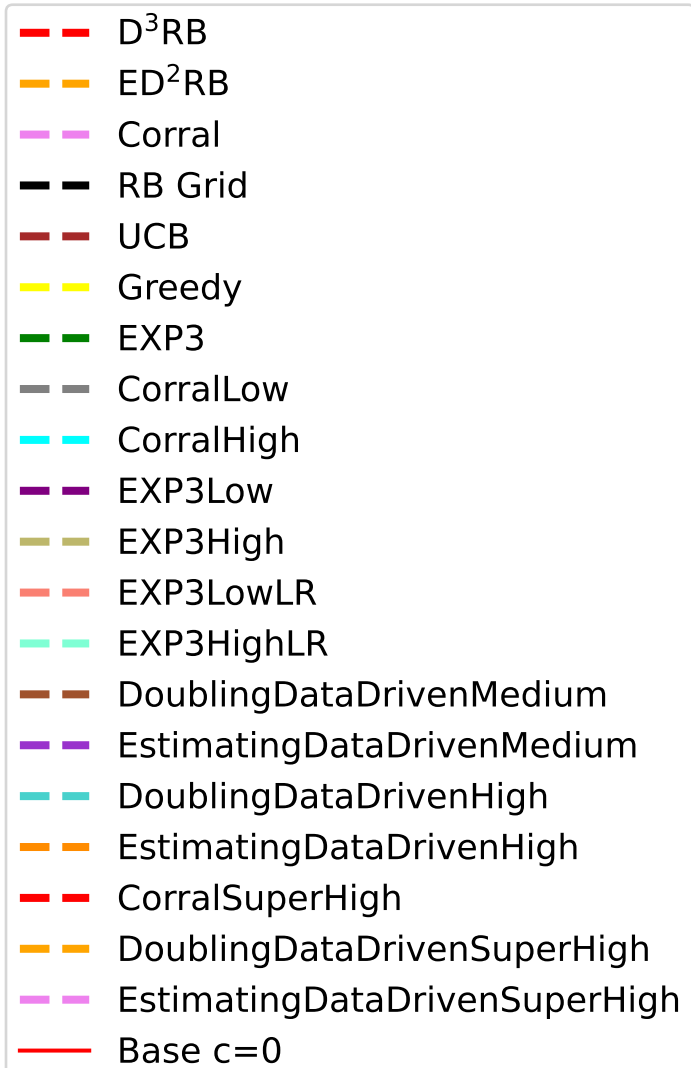 D³RB
ED²RB
Corral
RB Grid
UCB
Greedy
EXP3
CorralLow
CorralHigh
EXP3Low
EXP3High
EXP3LowLR
EXP3HighLR
DoublingDataDrivenMedium
EstimatingDataDrivenMedium
DoublingDataDrivenHigh
EstimatingDataDrivenHigh
CorralSuperHigh
DoublingDataDrivenSuperHigh
EstimatingDataDrivenSuperHigh
Base c=0